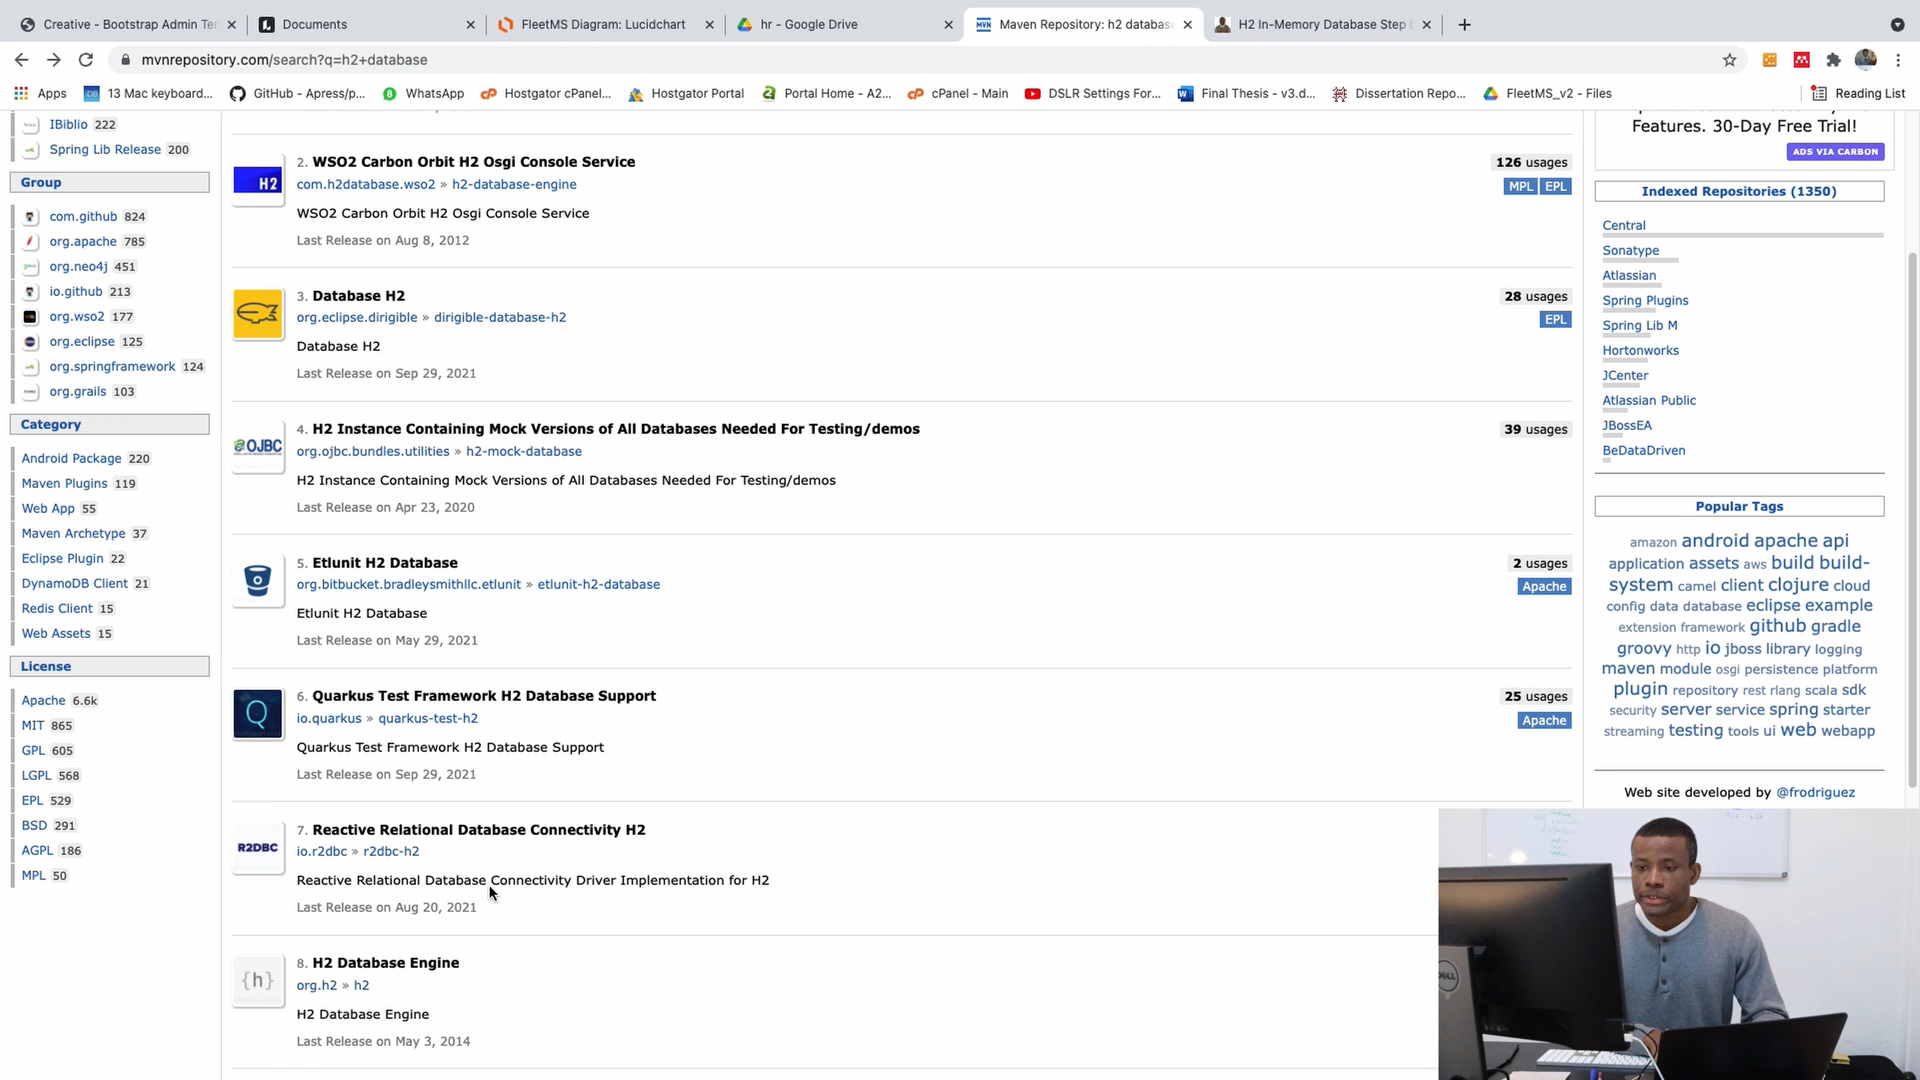 Creative - Bootstrap Admin Ter
Documents
FleetMS Diagram: Lucidchart
hr - Google Drive
Maven Repository: h2 databas
H2 In-Memory Database Step
mvnrepository.com/search?q=h2+database
Apps
13 Mac keyboard...
GitHub - Apress/p...
WhatsApp
Hostgator cPanel...
Hostgator Portal
Portal Home - A2...
cPanel - Main
DSLR Settings For...
Final Thesis - v3.d...
Dissertation Repo...
FleetMS_v2 - Files
Reading List
IBiblio 222
Spring Lib Release 200
Group
com.github 824
org.apache 785
org.neo4j 451
io.github 213
org.wso2 177
org.eclipse 125
org.springframework 124
org.grails 103
Category
Android Package 220
Maven Plugins 119
Web App 55
Maven Archetype 37
Eclipse Plugin 22
DynamoDB Client 21
Redis Client 15
Web Assets 15
License
Apache 6.6k
MIT 865
GPL 605
LGPL 568
EPL 529
BSD 291
AGPL 186
MPL 50
H2
2. WSO2 Carbon Orbit H2 Osgi Console Service
126 usages
com.h2database.wso2 » h2-database-engine
MPL EPL
WSO2 Carbon Orbit H2 Osgi Console Service
Last Release on Aug 8, 2012
3. Database H2
28 usages
org.eclipse.dirigible » dirigible-database-h2
EPL
Database H2
Last Release on Sep 29, 2021
OJBC
4. H2 Instance Containing Mock Versions of All Databases Needed For Testing/demos
39 usages
org.ojbc.bundles.utilities » h2-mock-database
H2 Instance Containing Mock Versions of All Databases Needed For Testing/demos
Last Release on Apr 23, 2020
5. Etlunit H2 Database
2 usages
org.bitbucket.bradleysmithllc.etlunit » etlunit-h2-database
Apache
Etlunit H2 Database
Last Release on May 29, 2021
6. Quarkus Test Framework H2 Database Support
25 usages
io.quarkus » quarkus-test-h2
Apache
Quarkus Test Framework H2 Database Support
Last Release on Sep 29, 2021
R2DBC
7. Reactive Relational Database Connectivity H2
io.r2dbc » r2dbc-h2
Reactive Relational Database Connectivity Driver Implementation for H2
Last Release on Aug 20, 2021
{h}
8. H2 Database Engine
org.h2 » h2
H2 Database Engine
Last Release on May 3, 2014
Features. 30-Day Free Trial!
ADS VIA CARBON
Indexed Repositories (1350)
Central
Sonatype
Atlassian
Spring Plugins
Spring Lib M
Hortonworks
JCenter
Atlassian Public
JBossEA
BeDataDriven
Popular Tags
amazon android apache api
application assets aws build build-
system camel client clojure cloud
config data database eclipse example
extension framework github gradle
groovy http io jboss library logging
maven module osgi persistence platform
plugin repository rest rlang scala sdk
security server service spring starter
streaming testing tools ui web webapp
Web site developed by @frodriguez
DELL